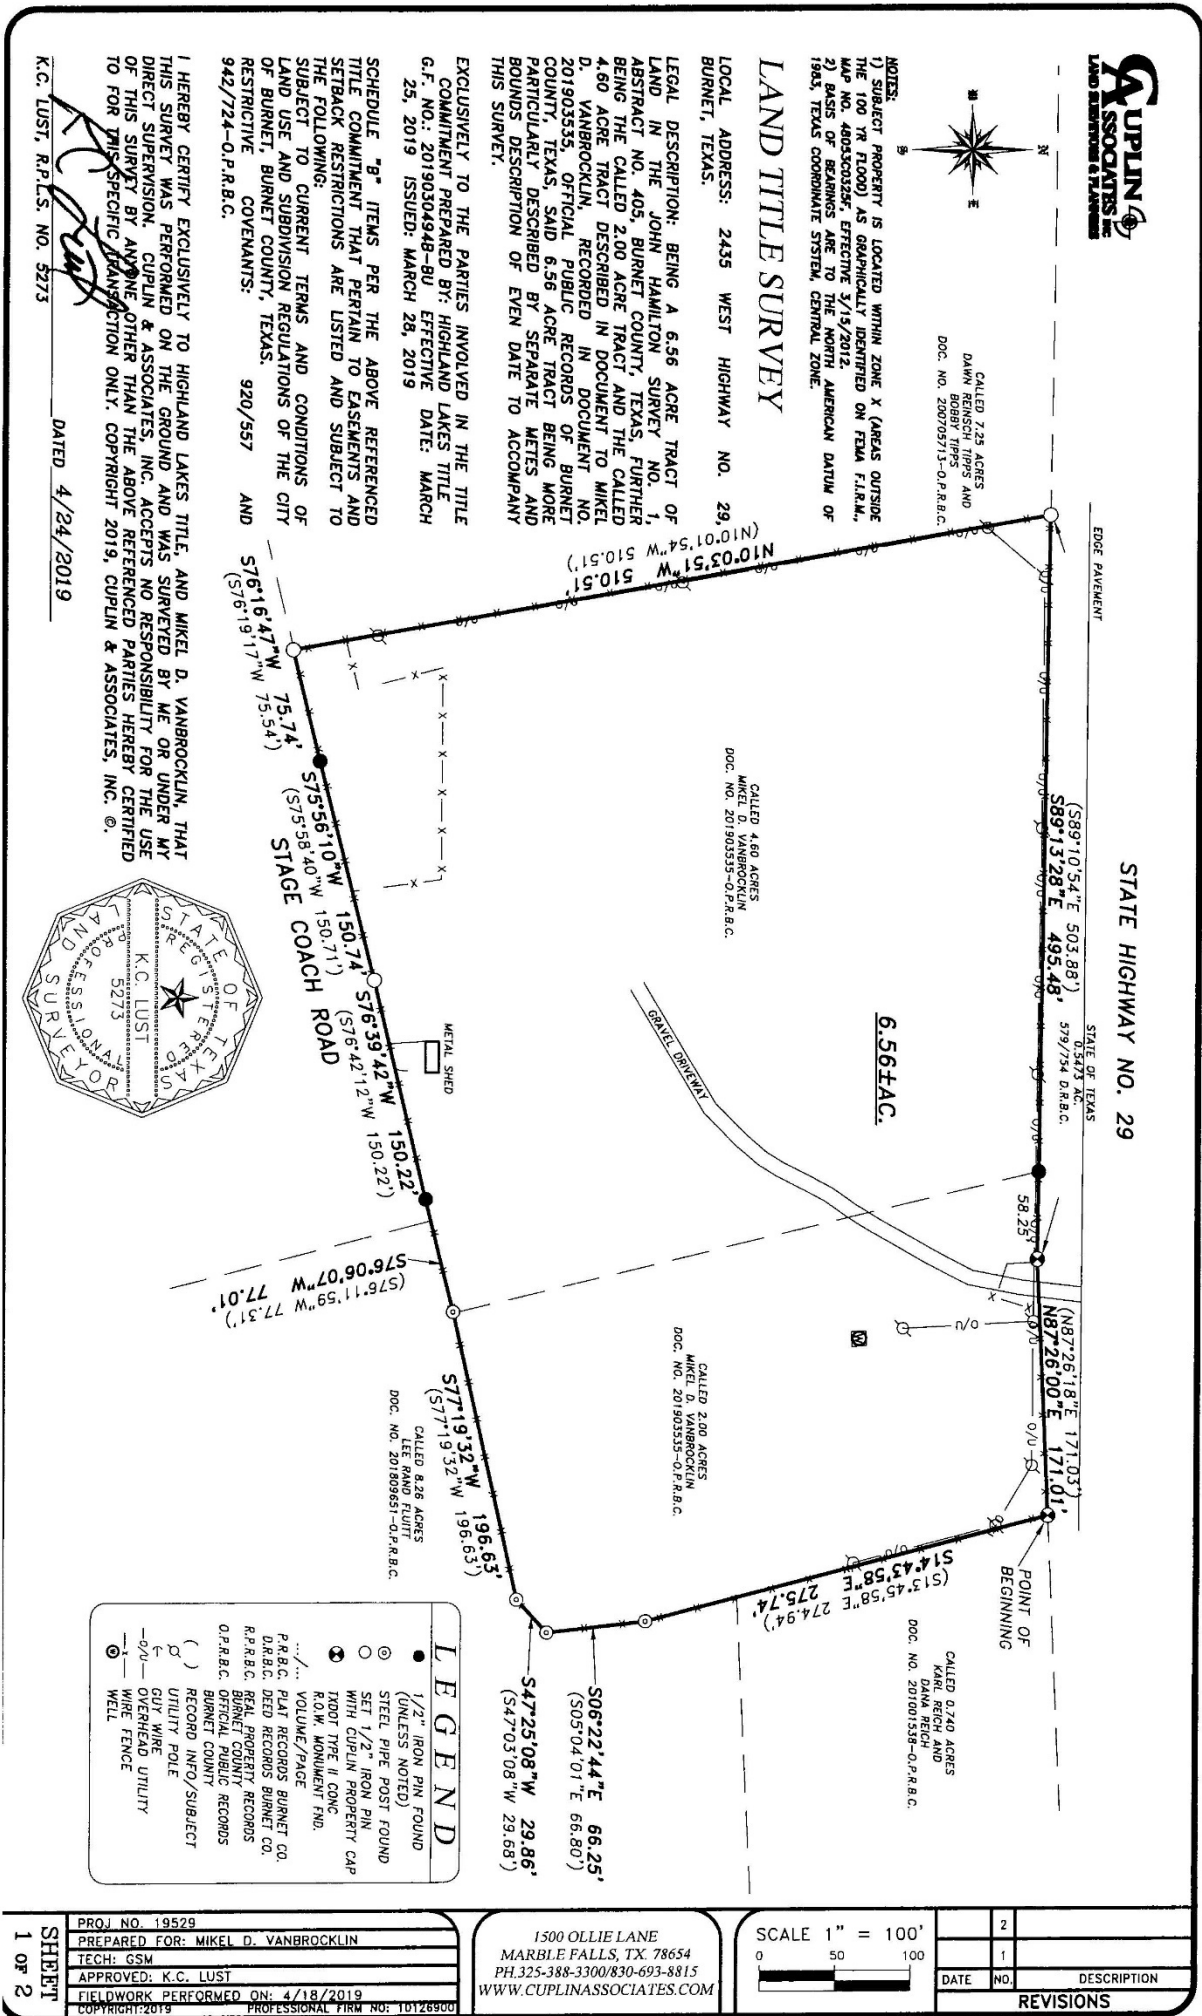 CUPLIN
ASSOCIATES INC
LAND SURVEYORS & PLANNERS
N
E
S
W
NOTES:
1) SUBJECT PROPERTY IS LOCATED WITHIN ZONE X (AREAS OUTSIDE
THE 100 YR FLOOD) AS GRAPHICALLY IDENTIFIED ON FEMA F.I.R.M.,
MAP NO. 48053C0325F, EFFECTIVE 3/15/2012.
2) BASIS OF BEARINGS ARE TO THE NORTH AMERICAN DATUM OF
1983, TEXAS COORDINATE SYSTEM, CENTRAL ZONE.
LAND TITLE SURVEY
LOCAL ADDRESS: 2435 WEST HIGHWAY NO. 29,
BURNET, TEXAS.
LEGAL DESCRIPTION: BEING A 6.56 ACRE TRACT OF
LAND IN THE JOHN HAMILTON SURVEY NO. 1,
ABSTRACT NO. 405, BURNET COUNTY, TEXAS, FURTHER
BEING THE CALLED 2.00 ACRE TRACT AND THE CALLED
4.60 ACRE TRACT DESCRIBED IN DOCUMENT TO MIKEL
D. VANBROCKLIN, RECORDED IN DOCUMENT NO.
201903535, OFFICIAL PUBLIC RECORDS OF BURNET
COUNTY, TEXAS, SAID 6.56 ACRE TRACT BEING MORE
PARTICULARLY DESCRIBED BY SEPARATE METES AND
BOUNDS DESCRIPTION OF EVEN DATE TO ACCOMPANY
THIS SURVEY.
EXCLUSIVELY TO THE PARTIES INVOLVED IN THE TITLE
COMMITMENT PREPARED BY: HIGHLAND LAKES TITLE
G.F. NO.: 201903049AB-BU EFFECTIVE DATE: MARCH
25, 2019 ISSUED: MARCH 28, 2019
SCHEDULE "B" ITEMS PER THE ABOVE REFERENCED
TITLE COMMITMENT THAT PERTAIN TO EASEMENTS AND
SETBACK RESTRICTIONS ARE LISTED AND SUBJECT TO
THE FOLLOWING:
SUBJECT TO CURRENT TERMS AND CONDITIONS OF
LAND USE AND SUBDIVISION REGULATIONS OF THE CITY
OF BURNET, BURNET COUNTY, TEXAS.
RESTRICTIVE COVENANTS: 920/557 AND
942/724-O.P.R.B.C.
I HEREBY CERTIFY EXCLUSIVELY TO HIGHLAND LAKES TITLE, AND MIKEL D. VANBROCKLIN, THAT
THIS SURVEY WAS PERFORMED ON THE GROUND AND WAS SURVEYED BY ME OR UNDER MY
DIRECT SUPERVISION. CUPLIN & ASSOCIATES, INC. ACCEPTS NO RESPONSIBILITY FOR THE USE
OF THIS SURVEY BY ANYONE OTHER THAN THE ABOVE REFERENCED PARTIES HEREBY CERTIFIED
TO FOR THIS SPECIFIC TRANSACTION ONLY. COPYRIGHT 2019, CUPLIN & ASSOCIATES, INC. ©.
K.C. LUST, R.P.L.S. NO. 5273
DATED 4/24/2019
STATE OF TEXAS
REGISTERED
K.C. LUST
5273
PROFESSIONAL
LAND SURVEYOR
STATE HIGHWAY NO. 29
EDGE PAVEMENT
STATE OF TEXAS
0.5473 AC.
579/754 D.R.B.C.
(S89°10'54"E 503.88')
S89°13'28"E 495.48'
58.25'
(N87°26'18"E 171.03')
N87°26'00"E 171.01'
POINT OF
BEGINNING
CALLED 7.25 ACRES
DAWN REINSCH TIPPS AND
BOBBY TIPPS
DOC. NO. 200705713-O.P.R.B.C.
N10°03'51"W 510.51'
(N10°01'54"W 510.51')
CALLED 4.60 ACRES
MIKEL D. VANBROCKLIN
DOC. NO. 201903535-O.P.R.B.C.
6.56±AC.
GRAVEL DRIVEWAY
O/U
W
CALLED 2.00 ACRES
MIKEL D. VANBROCKLIN
DOC. NO. 201903535-O.P.R.B.C.
CALLED 0.740 ACRES
KARL REICH AND
DANA REICH
DOC. NO. 201001538-O.P.R.B.C.
(S13°45'58"E 274.94')
S14°43'58"E 275.74'
S06°22'44"E 66.25'
(S05°04'01"E 66.80')
S47°25'08"W 29.86'
(S47°03'08"W 29.68')
METAL SHED
S76°16'47"W 75.74'
(S76°19'17"W 75.54')
S75°56'10"W 150.74'
(S75°58'40"W 150.71')
STAGE COACH ROAD
S76°39'42"W 150.22'
(S76°42'12"W 150.22')
S76°06'07"W 77.01'
(S76°11'59"W 77.31')
S77°19'32"W 196.63'
(S77°19'32"W 196.63')
CALLED 8.26 ACRES
LEE RAND FLUITT
DOC. NO. 201809651-O.P.R.B.C.
LEGEND
1/2" IRON PIN FOUND
(UNLESS NOTED)
STEEL PIPE POST FOUND
SET 1/2" IRON PIN
WITH CUPLIN PROPERTY CAP
TXDOT TYPE II CONC.
R.O.W. MONUMENT FND.
.../... VOLUME/PAGE
P.R.B.C. PLAT RECORDS BURNET CO.
D.R.B.C. DEED RECORDS BURNET CO.
R.P.R.B.C. REAL PROPERTY RECORDS
BURNET COUNTY
O.P.R.B.C. OFFICIAL PUBLIC RECORDS
BURNET COUNTY
( ) RECORD INFO/SUBJECT
UTILITY POLE
GUY WIRE
—O/U— OVERHEAD UTILITY
—x— WIRE FENCE
W WELL
2
1
DATE NO. DESCRIPTION
REVISIONS
SCALE 1" = 100'
0 50 100
1500 OLLIE LANE
MARBLE FALLS, TX. 78654
PH.325-388-3300/830-693-8815
WWW.CUPLINASSOCIATES.COM
PROJ NO. 19529
PREPARED FOR: MIKEL D. VANBROCKLIN
TECH: GSM
APPROVED: K.C. LUST
FIELDWORK PERFORMED ON: 4/18/2019
COPYRIGHT:2019 PROFESSIONAL FIRM NO: 10126900
SHEET
1 OF 2